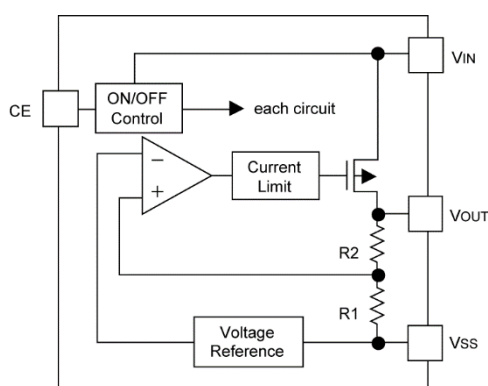 VIN
CE
ON/OFF
Control
each circuit
−
+
Current
Limit
VOUT
R2
R1
Voltage
Reference
VSS